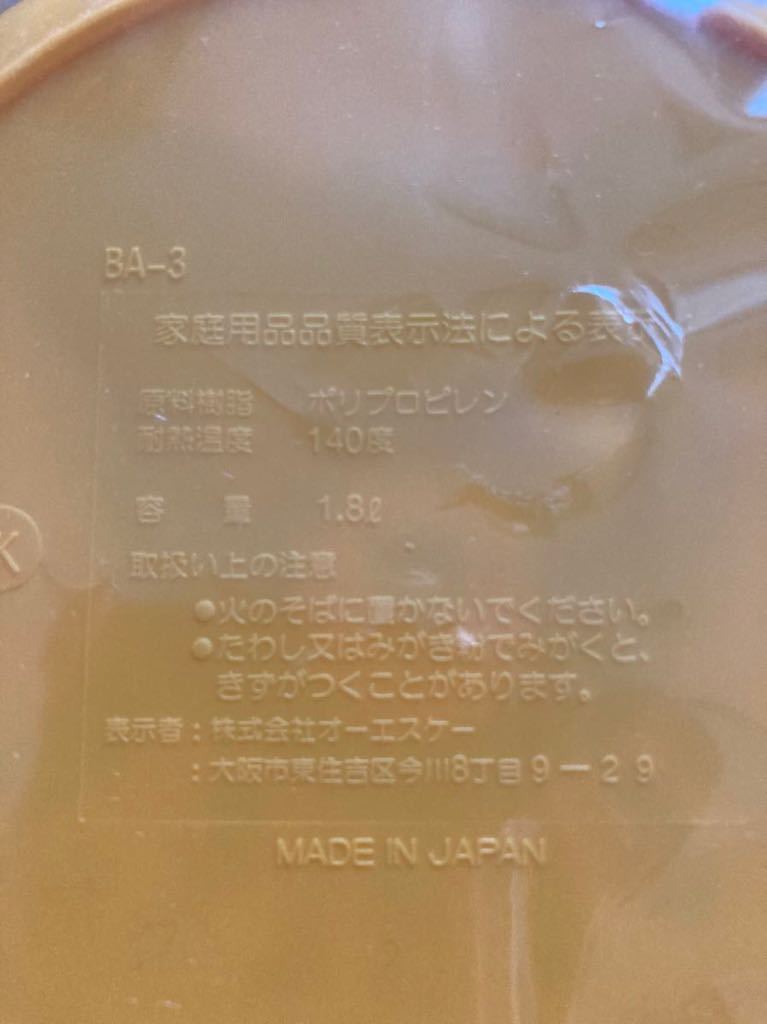 BA-3
家庭用品品質表示法による表示
原料樹脂 ポリプロピレン
耐熱温度 140度
容 量 1.8ℓ
取扱い上の注意
●火のそばに置かないでください。
●たわし又はみがき粉でみがくと、
きずがつくことがあります。
表示者：株式会社オーエスケー
：大阪市東住吉区今川8丁目9-29
MADE IN JAPAN
K